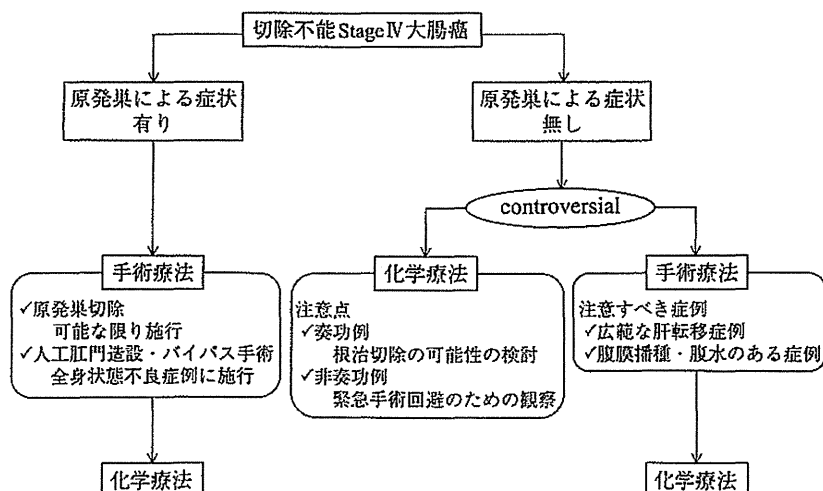 切除不能StageⅣ大腸癌
原発巣による症状
有り
原発巣による症状
無し
controversial
手術療法
✓原発巣切除
可能な限り施行
✓人工肛門造設・バイパス手術
全身状態不良症例に施行
化学療法
化学療法
注意点
✓奏功例
根治切除の可能性の検討
✓非奏功例
緊急手術回避のための観察
手術療法
注意すべき症例
✓広範な肝転移症例
✓腹膜播種・腹水のある症例
化学療法